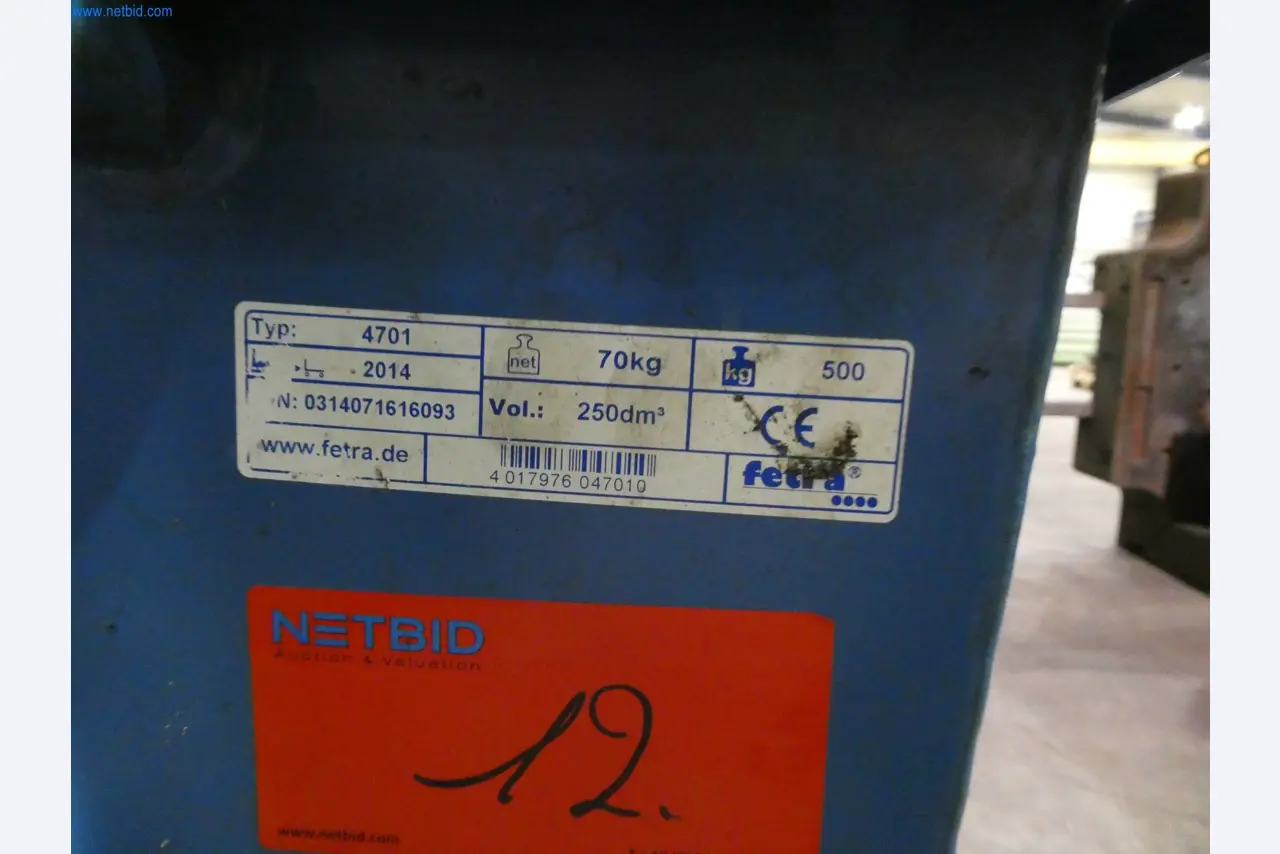 www.netbid.com
Typ: 4701
2014
N: 0314071616093
www.fetra.de
net 70kg
Vol.: 250dm³
kg 500
CE
4 017976 047010
fetra®
NETBID
Auction & Valuation
12.
www.netbid.com